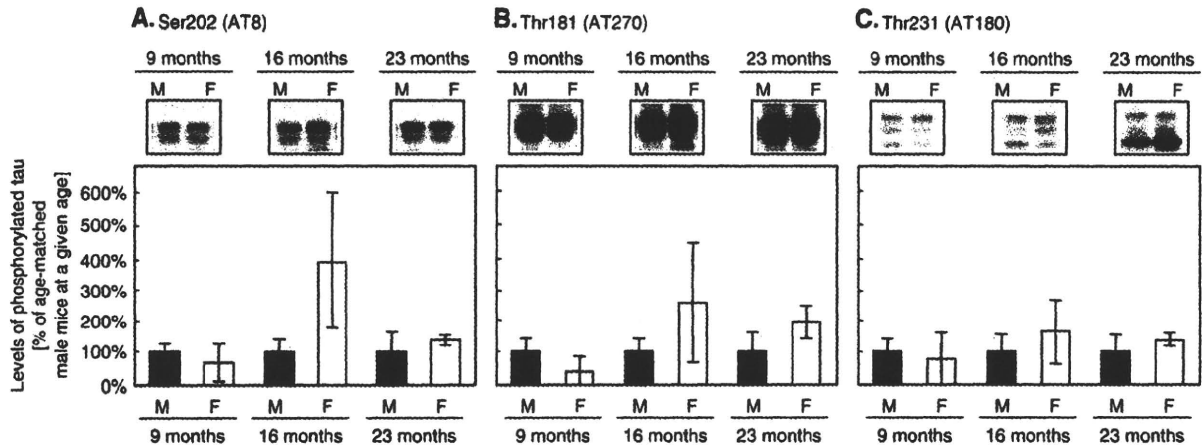 A. Ser202 (AT8)
9 months 16 months 23 months
M F M F M F
B. Thr181 (AT270)
9 months 16 months 23 months
M F M F M F
C. Thr231 (AT180)
9 months 16 months 23 months
M F M F M F
Levels of phosphorylated tau
[% of age-matched
male mice at a given age]
600%
500%
400%
300%
200%
100%
0%
M F M F M F
9 months 16 months 23 months
M F M F M F
9 months 16 months 23 months
M F M F M F
9 months 16 months 23 months